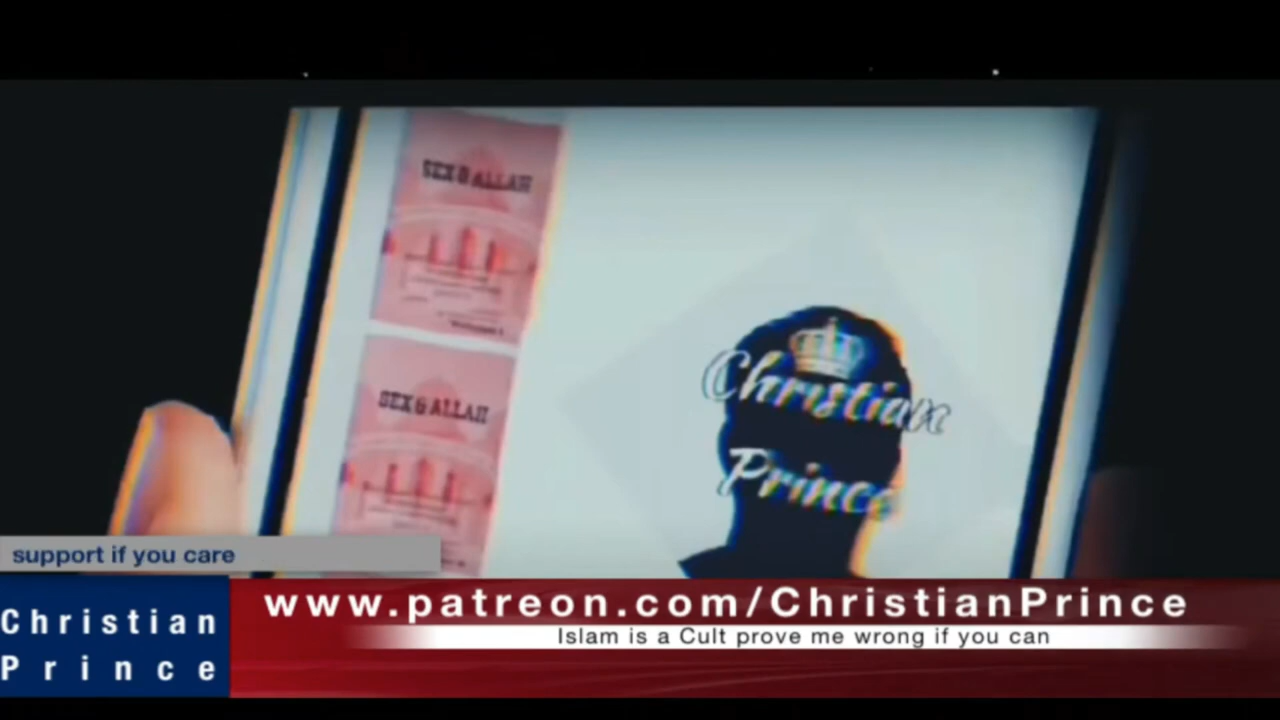 SEX & ALLAH
SEX & ALLAH
Christian
Prince
support if you care
Christian
Prince
www.patreon.com/ChristianPrince
Islam is a Cult prove me wrong if you can